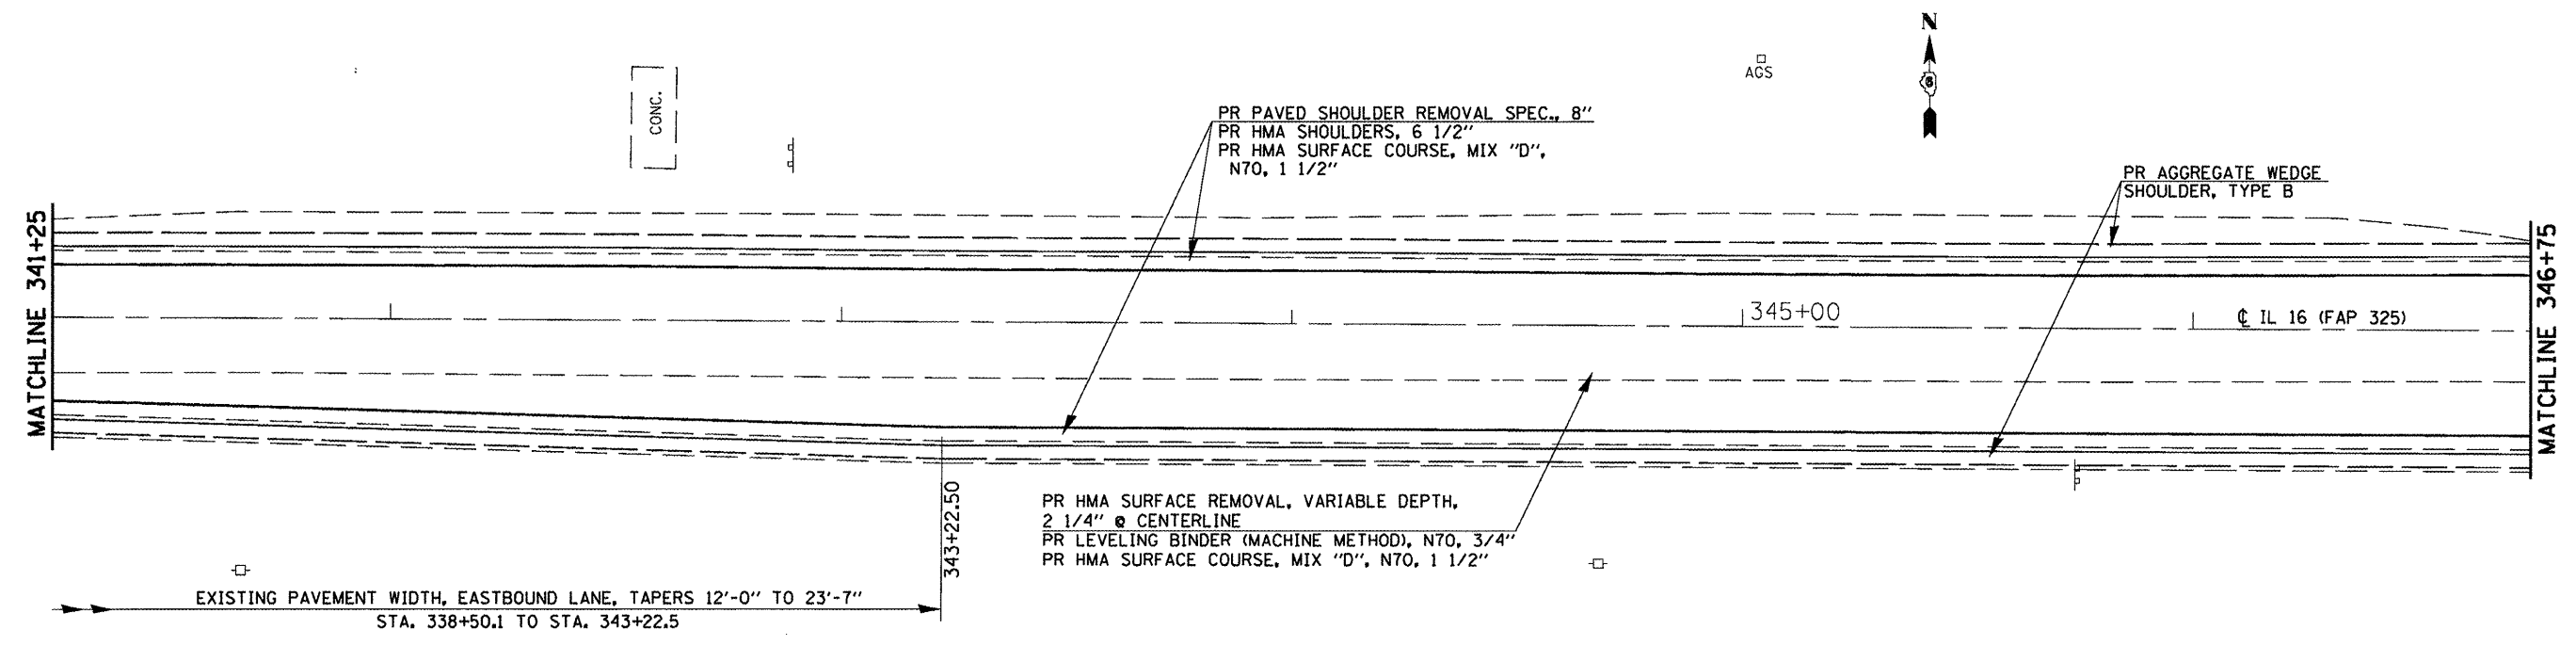 N
AGS
CONC.
PR PAVED SHOULDER REMOVAL SPEC., 8"
PR HMA SHOULDERS, 6 1/2"
PR HMA SURFACE COURSE, MIX "D",
N70, 1 1/2"
PR AGGREGATE WEDGE
SHOULDER, TYPE B
MATCHLINE 341+25
345+00
℄ IL 16 (FAP 325)
MATCHLINE 346+75
343+22.50
PR HMA SURFACE REMOVAL, VARIABLE DEPTH,
2 1/4" @ CENTERLINE
PR LEVELING BINDER (MACHINE METHOD), N70, 3/4"
PR HMA SURFACE COURSE, MIX "D", N70, 1 1/2"
EXISTING PAVEMENT WIDTH, EASTBOUND LANE, TAPERS 12'-0" TO 23'-7"
STA. 338+50.1 TO STA. 343+22.5